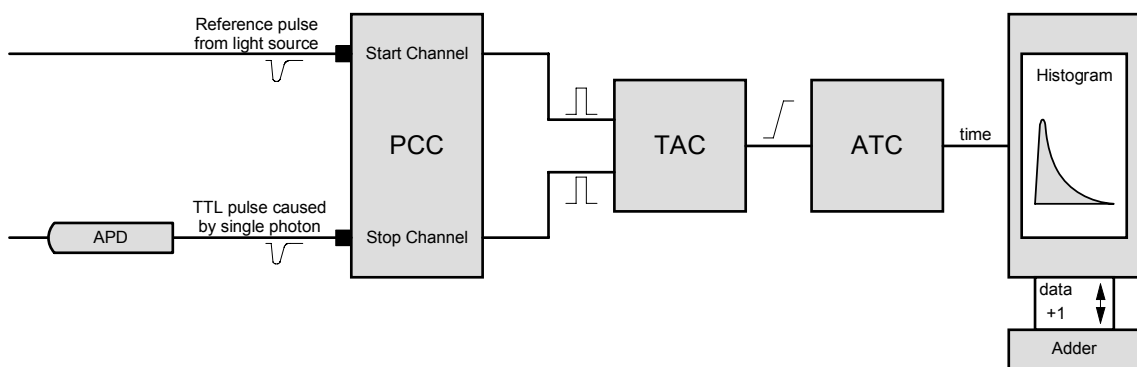 Reference pulse
from light source
Start Channel
PCC
Stop Channel
TTL pulse caused
by single photon
APD
TAC
ATC
time
Histogram
data
+1
Adder